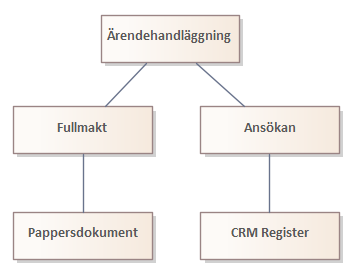 Ärendehandläggning
Fullmakt
Ansökan
Pappersdokument
CRM Register